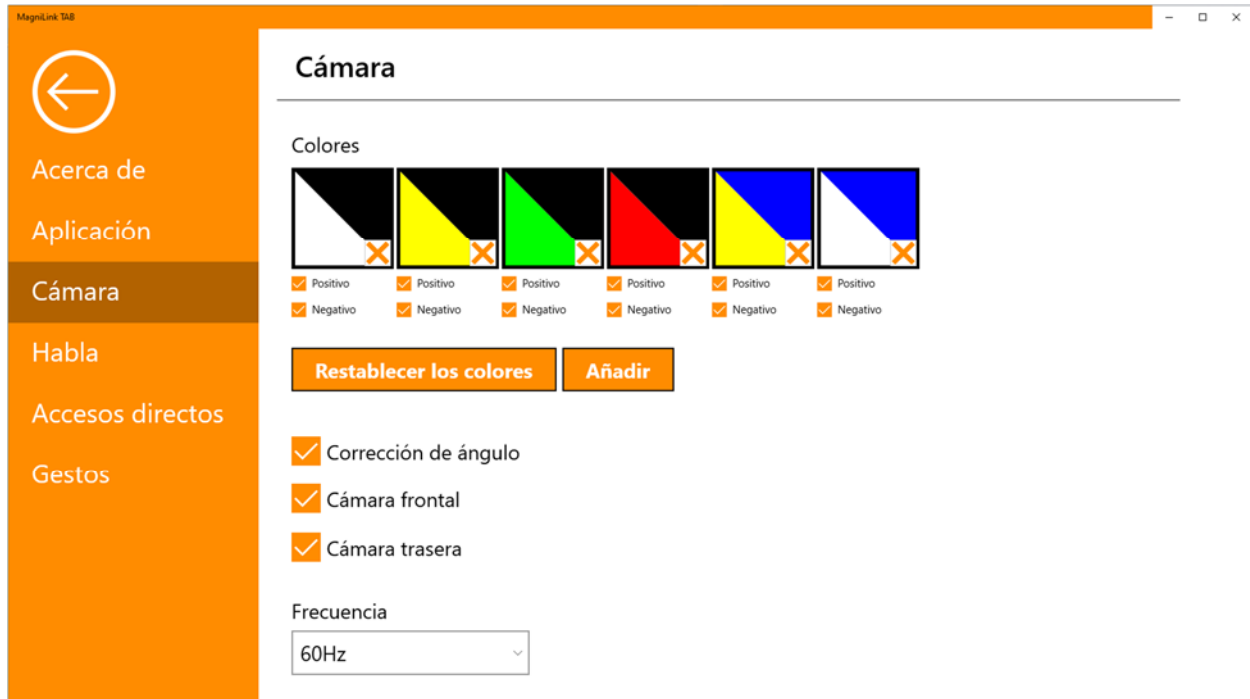 MagniLink TAB
Cámara
Acerca de
Aplicación
Cámara
Habla
Accesos directos
Gestos
Colores
Positivo Positivo Positivo Positivo Positivo Positivo
Negativo Negativo Negativo Negativo Negativo Negativo
Restablecer los colores Añadir
Corrección de ángulo
Cámara frontal
Cámara trasera
Frecuencia
60Hz